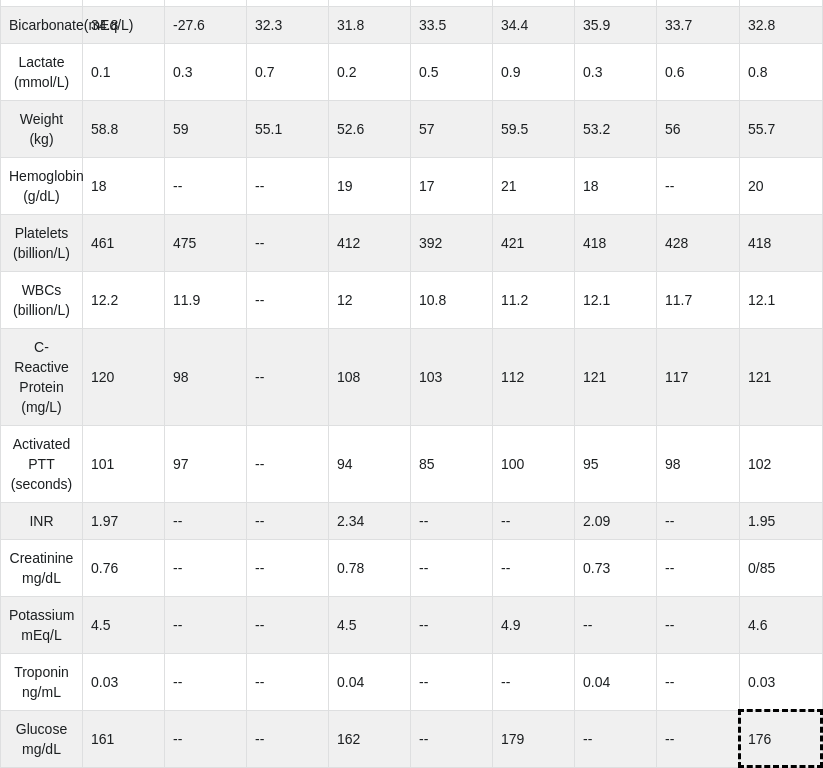 Bicarbonate(mEq/L) 34.8 -27.6 32.3 31.8 33.5 34.4 35.9 33.7 32.8
Lactate
(mmol/L) 0.1 0.3 0.7 0.2 0.5 0.9 0.3 0.6 0.8
Weight
(kg) 58.8 59 55.1 52.6 57 59.5 53.2 56 55.7
Hemoglobin
(g/dL) 18 -- -- 19 17 21 18 -- 20
Platelets
(billion/L) 461 475 -- 412 392 421 418 428 418
WBCs
(billion/L) 12.2 11.9 -- 12 10.8 11.2 12.1 11.7 12.1
C-
Reactive
Protein
(mg/L) 120 98 -- 108 103 112 121 117 121
Activated
PTT
(seconds) 101 97 -- 94 85 100 95 98 102
INR 1.97 -- -- 2.34 -- -- 2.09 -- 1.95
Creatinine
mg/dL 0.76 -- -- 0.78 -- -- 0.73 -- 0/85
Potassium
mEq/L 4.5 -- -- 4.5 -- 4.9 -- -- 4.6
Troponin
ng/mL 0.03 -- -- 0.04 -- -- 0.04 -- 0.03
Glucose
mg/dL 161 -- -- 162 -- 179 -- -- 176